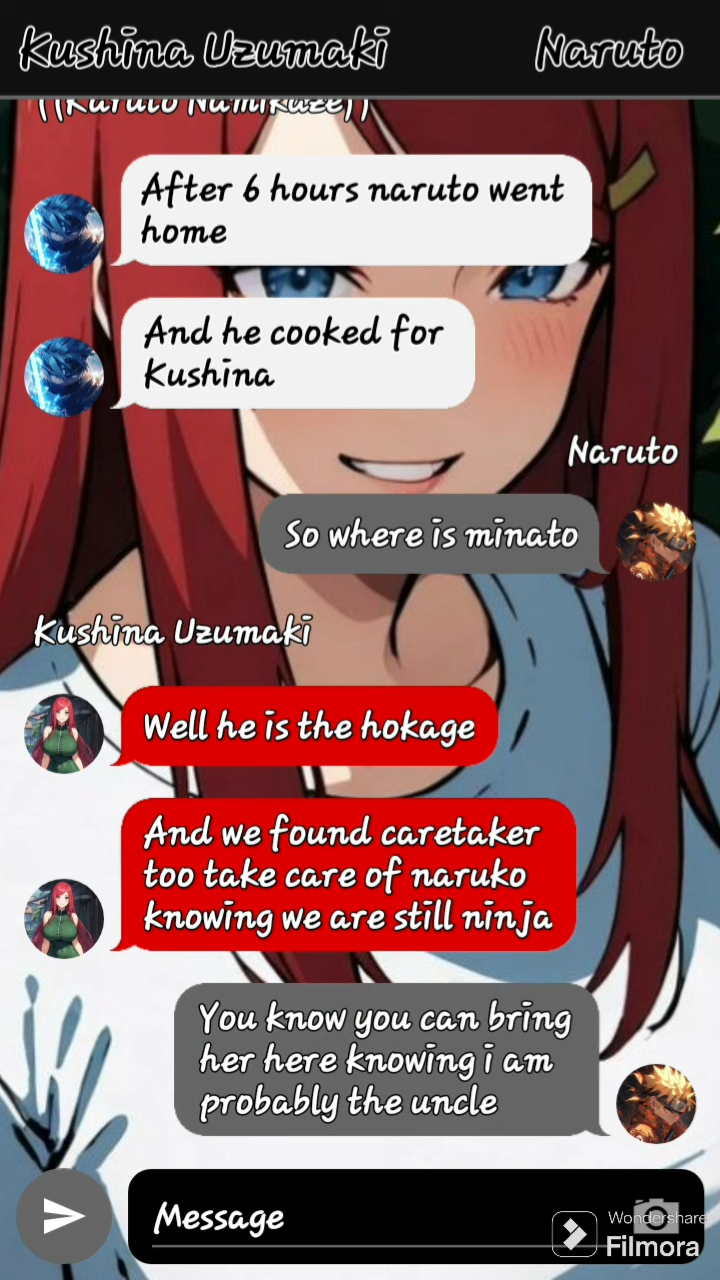 Kushina Uzumaki
Naruto
((Naruto Namikaze))
After 6 hours naruto went
home
And he cooked for
Kushina
Naruto
So where is minato
Kushina Uzumaki
Well he is the hokage
And we found caretaker
too take care of naruko
knowing we are still ninja
You know you can bring
her here knowing i am
probably the uncle
Message
Wondershare
Filmora